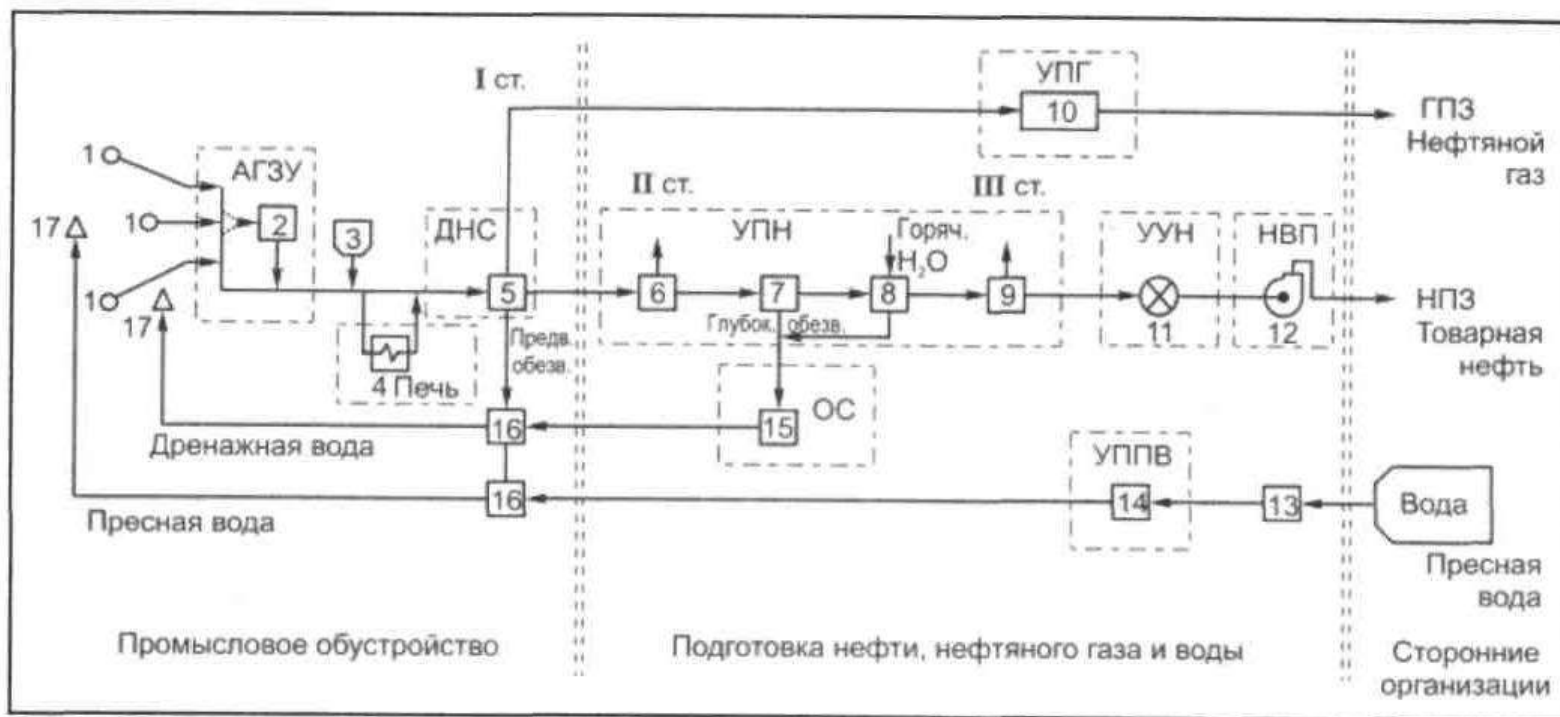 I ст.
УПГ
10
ГПЗ
Нефтяной
газ
1
АГЗУ
17
1
2
3
ДНС
II ст.
III ст.
УПН
Горяч.
H₂O
УУН
НВП
1
17
5
6
7
8
9
11
12
НПЗ
Товарная
нефть
Предв.
обезв.
Глубок. обезв.
4 Печь
16
15
ОС
Дренажная вода
УППВ
16
14
13
Вода
Пресная вода
Пресная
вода
Промысловое обустройство
Подготовка нефти, нефтяного газа и воды
Сторонние
организации